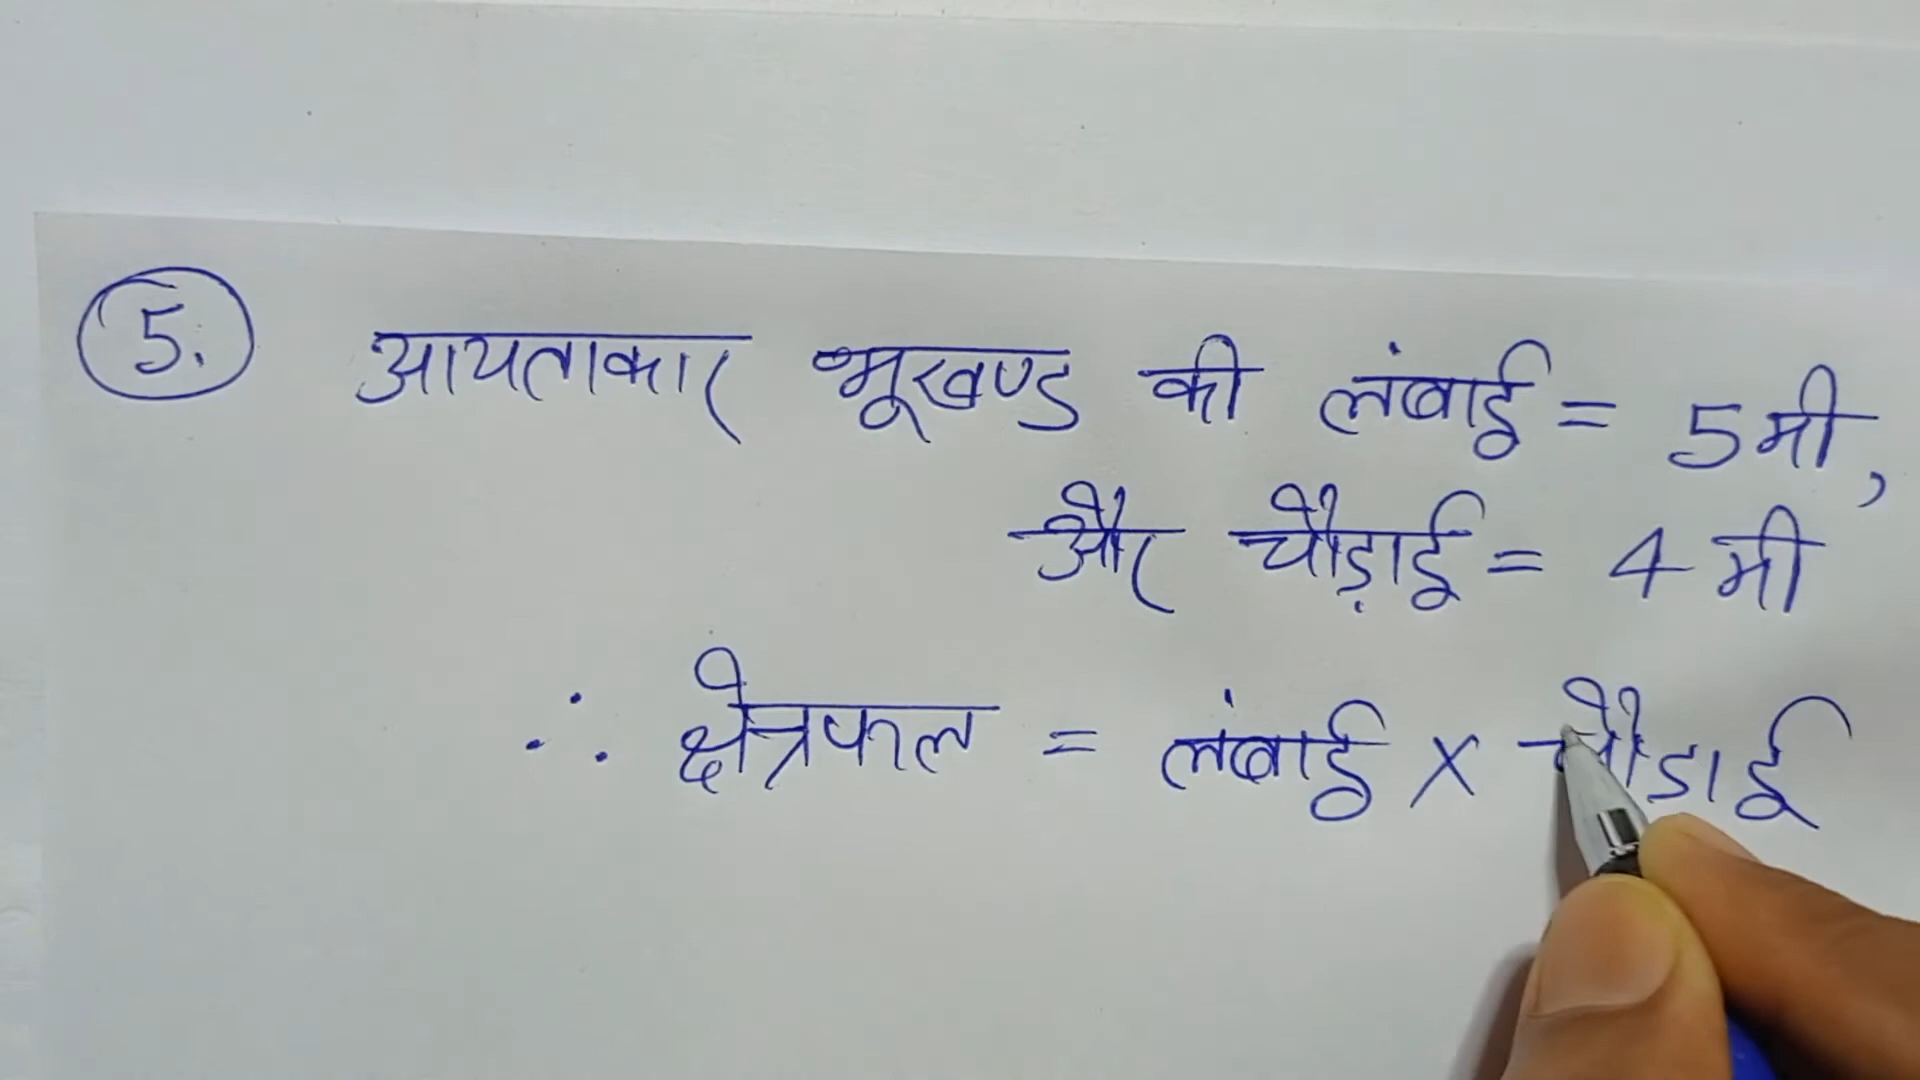 5. आयताकार भूखण्ड की लंबाई = 5 मी,
और चौड़ाई = 4 मी
∴ क्षेत्रफल = लंबाई × चौडाई